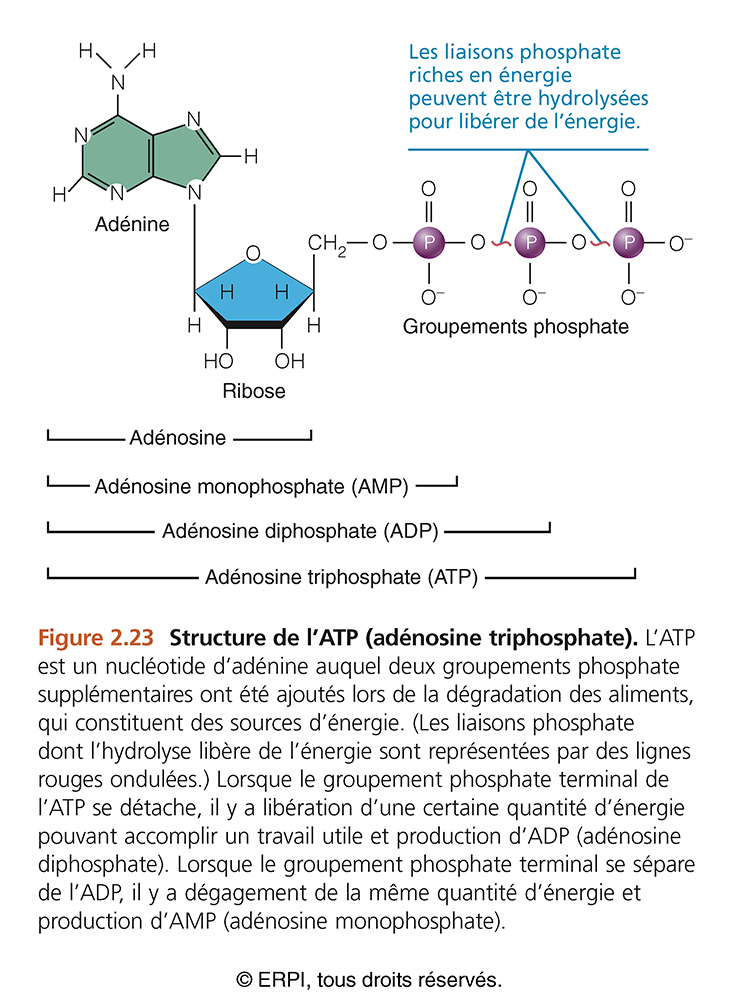 H H
Les liaisons phosphate
riches en énergie
peuvent être hydrolysées
pour libérer de l'énergie.
N
N N
H
H N N
Adénine
O O O
O CH2 O P O P O P O–
H H
O– O– O–
H H
Groupements phosphate
HO OH
Ribose
Adénosine
Adénosine monophosphate (AMP)
Adénosine diphosphate (ADP)
Adénosine triphosphate (ATP)
Figure 2.23 Structure de l'ATP (adénosine triphosphate). L'ATP
est un nucléotide d'adénine auquel deux groupements phosphate
supplémentaires ont été ajoutés lors de la dégradation des aliments,
qui constituent des sources d'énergie. (Les liaisons phosphate
dont l'hydrolyse libère de l'énergie sont représentées par des lignes
rouges ondulées.) Lorsque le groupement phosphate terminal de
l'ATP se détache, il y a libération d'une certaine quantité d'énergie
pouvant accomplir un travail utile et production d'ADP (adénosine
diphosphate). Lorsque le groupement phosphate terminal se sépare
de l'ADP, il y a dégagement de la même quantité d'énergie et
production d'AMP (adénosine monophosphate).
© ERPI, tous droits réservés.